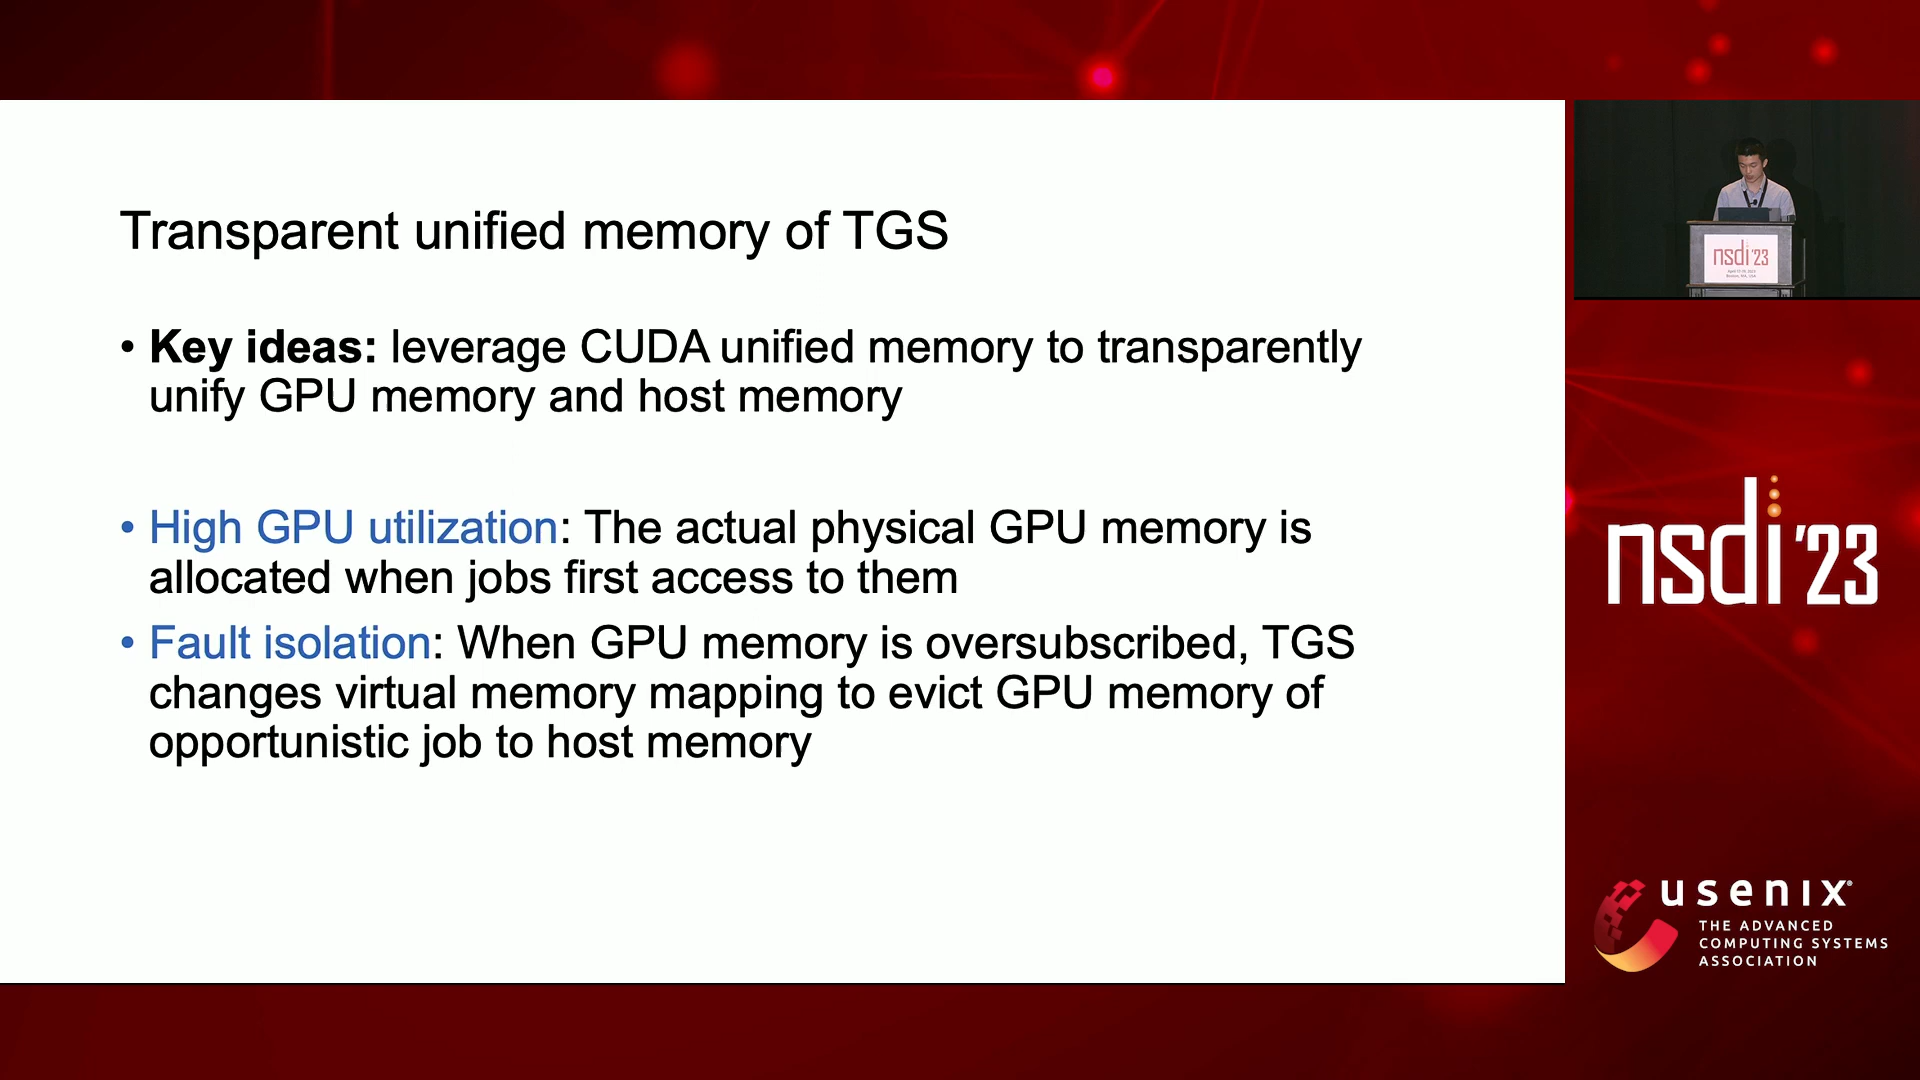 Transparent unified memory of TGS
• Key ideas: leverage CUDA unified memory to transparently
unify GPU memory and host memory
• High GPU utilization: The actual physical GPU memory is
allocated when jobs first access to them
• Fault isolation: When GPU memory is oversubscribed, TGS
changes virtual memory mapping to evict GPU memory of
opportunistic job to host memory
nsdi '23
nsdi '23
usenix®
THE ADVANCED
COMPUTING SYSTEMS
ASSOCIATION